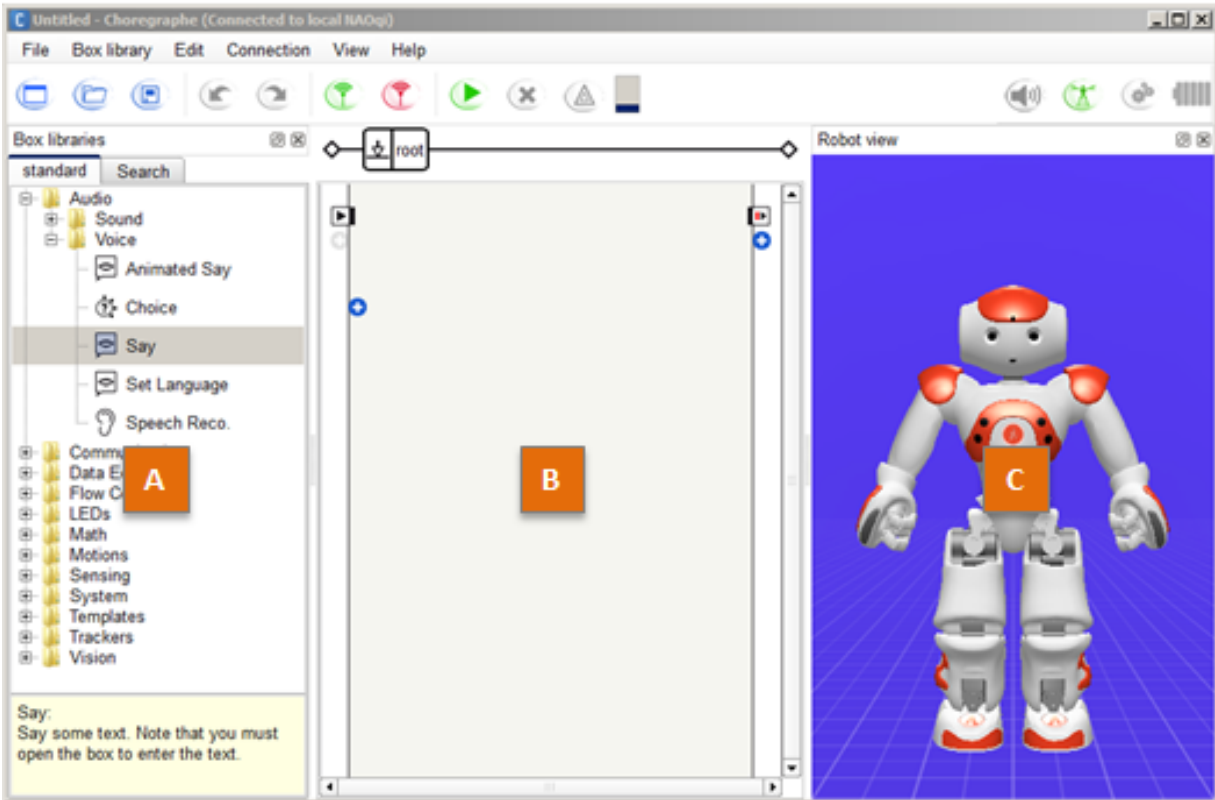 Untitled - Choregraphe (Connected to local NAOqi)
File Box library Edit Connection View Help
Box libraries
root
Robot view
standard Search
Audio
Sound
Voice
Animated Say
Choice
Say
Set Language
Speech Reco.
Data
Flow
LEDs
Math
Motions
Sensing
System
Templates
Trackers
Vision
A
B
C
Say:
Say some text. Note that you must
open the box to enter the text.